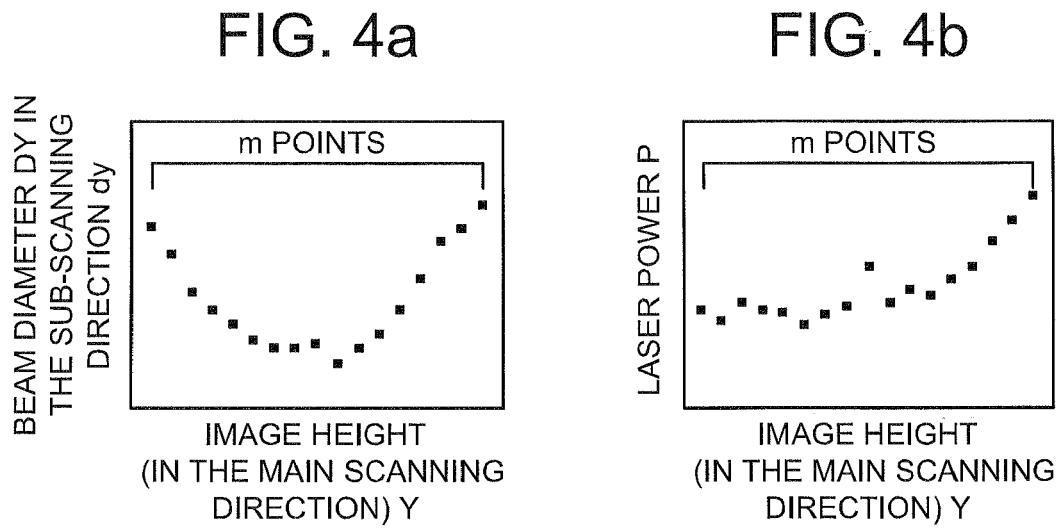 FIG. 4a
BEAM DIAMETER DY IN
THE SUB-SCANNING
DIRECTION dy
m POINTS
IMAGE HEIGHT
(IN THE MAIN SCANNING
DIRECTION) Y
FIG. 4b
LASER POWER P
m POINTS
IMAGE HEIGHT
(IN THE MAIN SCANNING
DIRECTION) Y